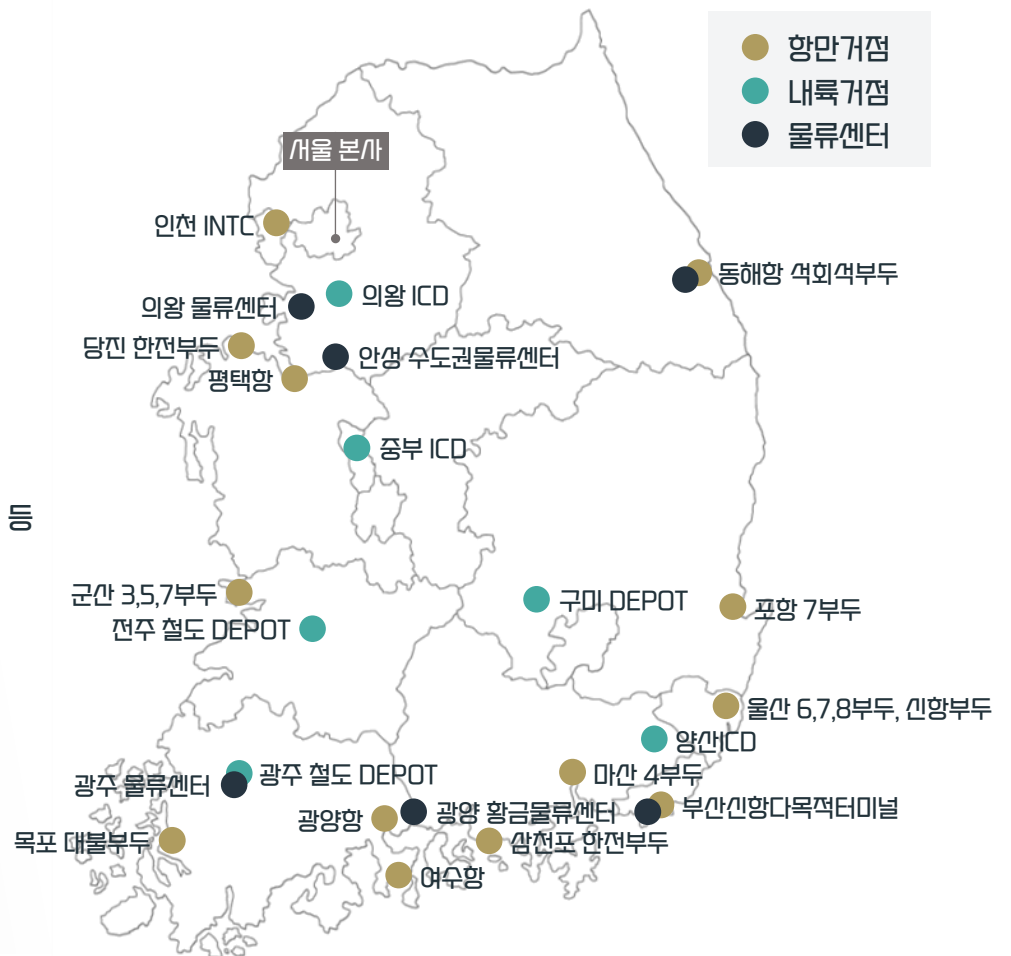 항만거점
내륙거점
물류센터
서울 본사
인천 INTC
동해항 석회석부두
의왕 ICD
의왕 물류센터
당진 한전부두
안성 수도권물류센터
평택항
중부 ICD
등
군산 3,5,7부두
구미 DEPOT
포항 7부두
전주 철도 DEPOT
울산 6,7,8부두, 신항부두
양산ICD
광주 철도 DEPOT
마산 4부두
광주 물류센터
부산신항다목적터미널
광양 황금물류센터
광양항
목포 대불부두
삼천포 한전부두
여수항